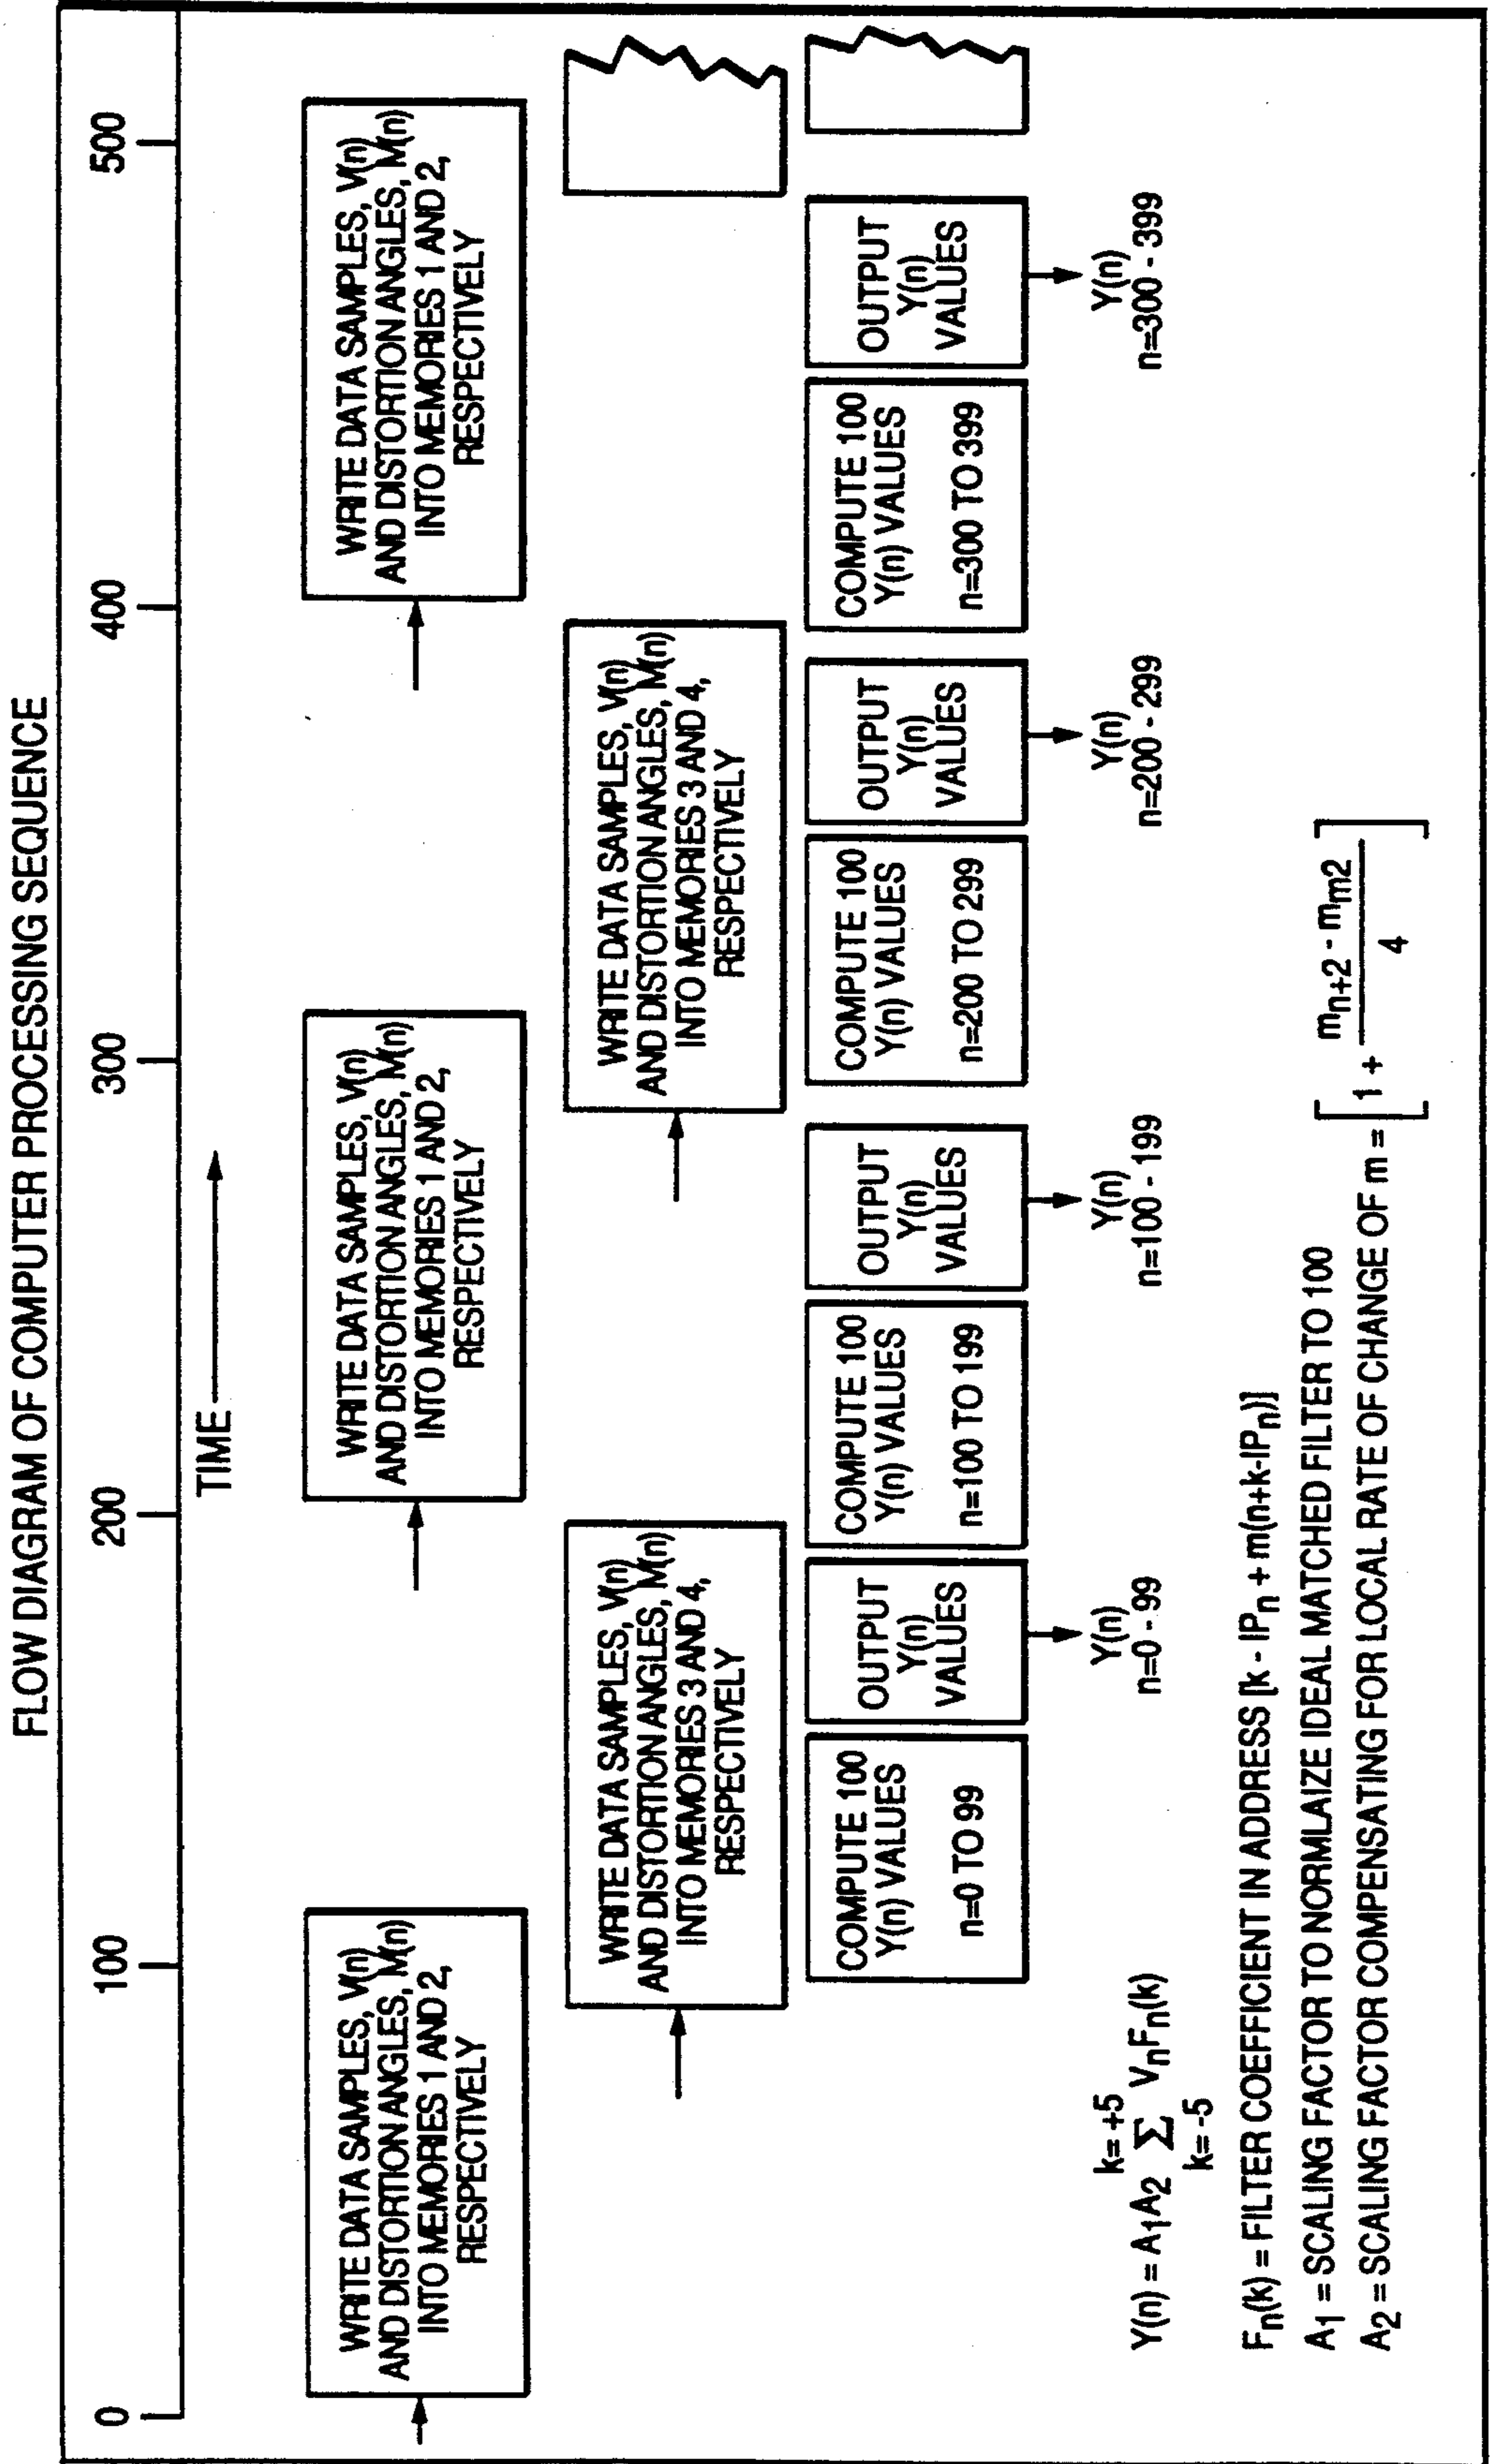 FLOW DIAGRAM OF COMPUTER PROCESSING SEQUENCE
0 100 200 300 400 500
TIME
WRITE DATA SAMPLES, V(n)
AND DISTORTION ANGLES, M(n)
INTO MEMORIES 1 AND 2,
RESPECTIVELY
WRITE DATA SAMPLES, V(n)
AND DISTORTION ANGLES, M(n)
INTO MEMORIES 1 AND 2,
RESPECTIVELY
WRITE DATA SAMPLES, V(n)
AND DISTORTION ANGLES, M(n)
INTO MEMORIES 1 AND 2,
RESPECTIVELY
WRITE DATA SAMPLES, V(n)
AND DISTORTION ANGLES, M(n)
INTO MEMORIES 3 AND 4,
RESPECTIVELY
WRITE DATA SAMPLES, V(n)
AND DISTORTION ANGLES, M(n)
INTO MEMORIES 3 AND 4,
RESPECTIVELY
COMPUTE 100
Y(n) VALUES
n=0 TO 99
OUTPUT
Y(n)
VALUES
COMPUTE 100
Y(n) VALUES
n=100 TO 199
OUTPUT
Y(n)
VALUES
COMPUTE 100
Y(n) VALUES
n=200 TO 299
OUTPUT
Y(n)
VALUES
COMPUTE 100
Y(n) VALUES
n=300 TO 399
OUTPUT
Y(n)
VALUES
Y(n)
n=0 - 99
Y(n)
n=100 - 199
Y(n)
n=200 - 299
Y(n)
n=300 - 399
k= +5
Y(n) = A1A2 Σ VnFn(k)
k= -5
Fn(k) = FILTER COEFFICIENT IN ADDRESS [k - IPn + m(n+k-IPn)]
A1 = SCALING FACTOR TO NORMLAIZE IDEAL MATCHED FILTER TO 100
A2 = SCALING FACTOR COMPENSATING FOR LOCAL RATE OF CHANGE OF m = [1 + (mn+2 - mm2)/4]